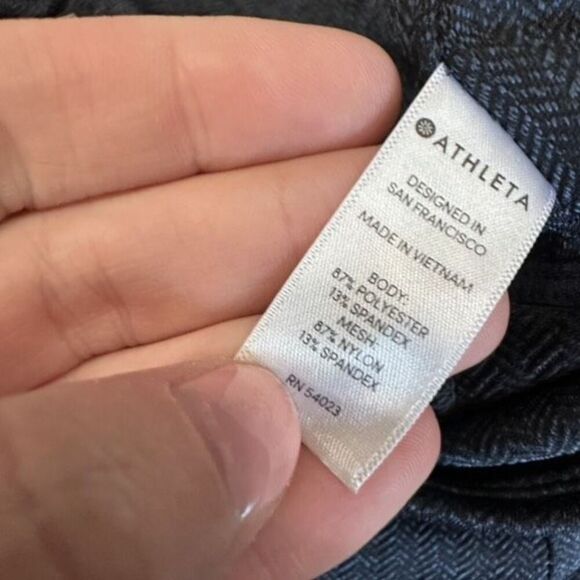 ATHLETA
DESIGNED IN
SAN FRANCISCO
MADE IN VIETNAM
BODY:
87% POLYESTER
13% SPANDEX
MESH:
87% NYLON
13% SPANDEX
RN 54023